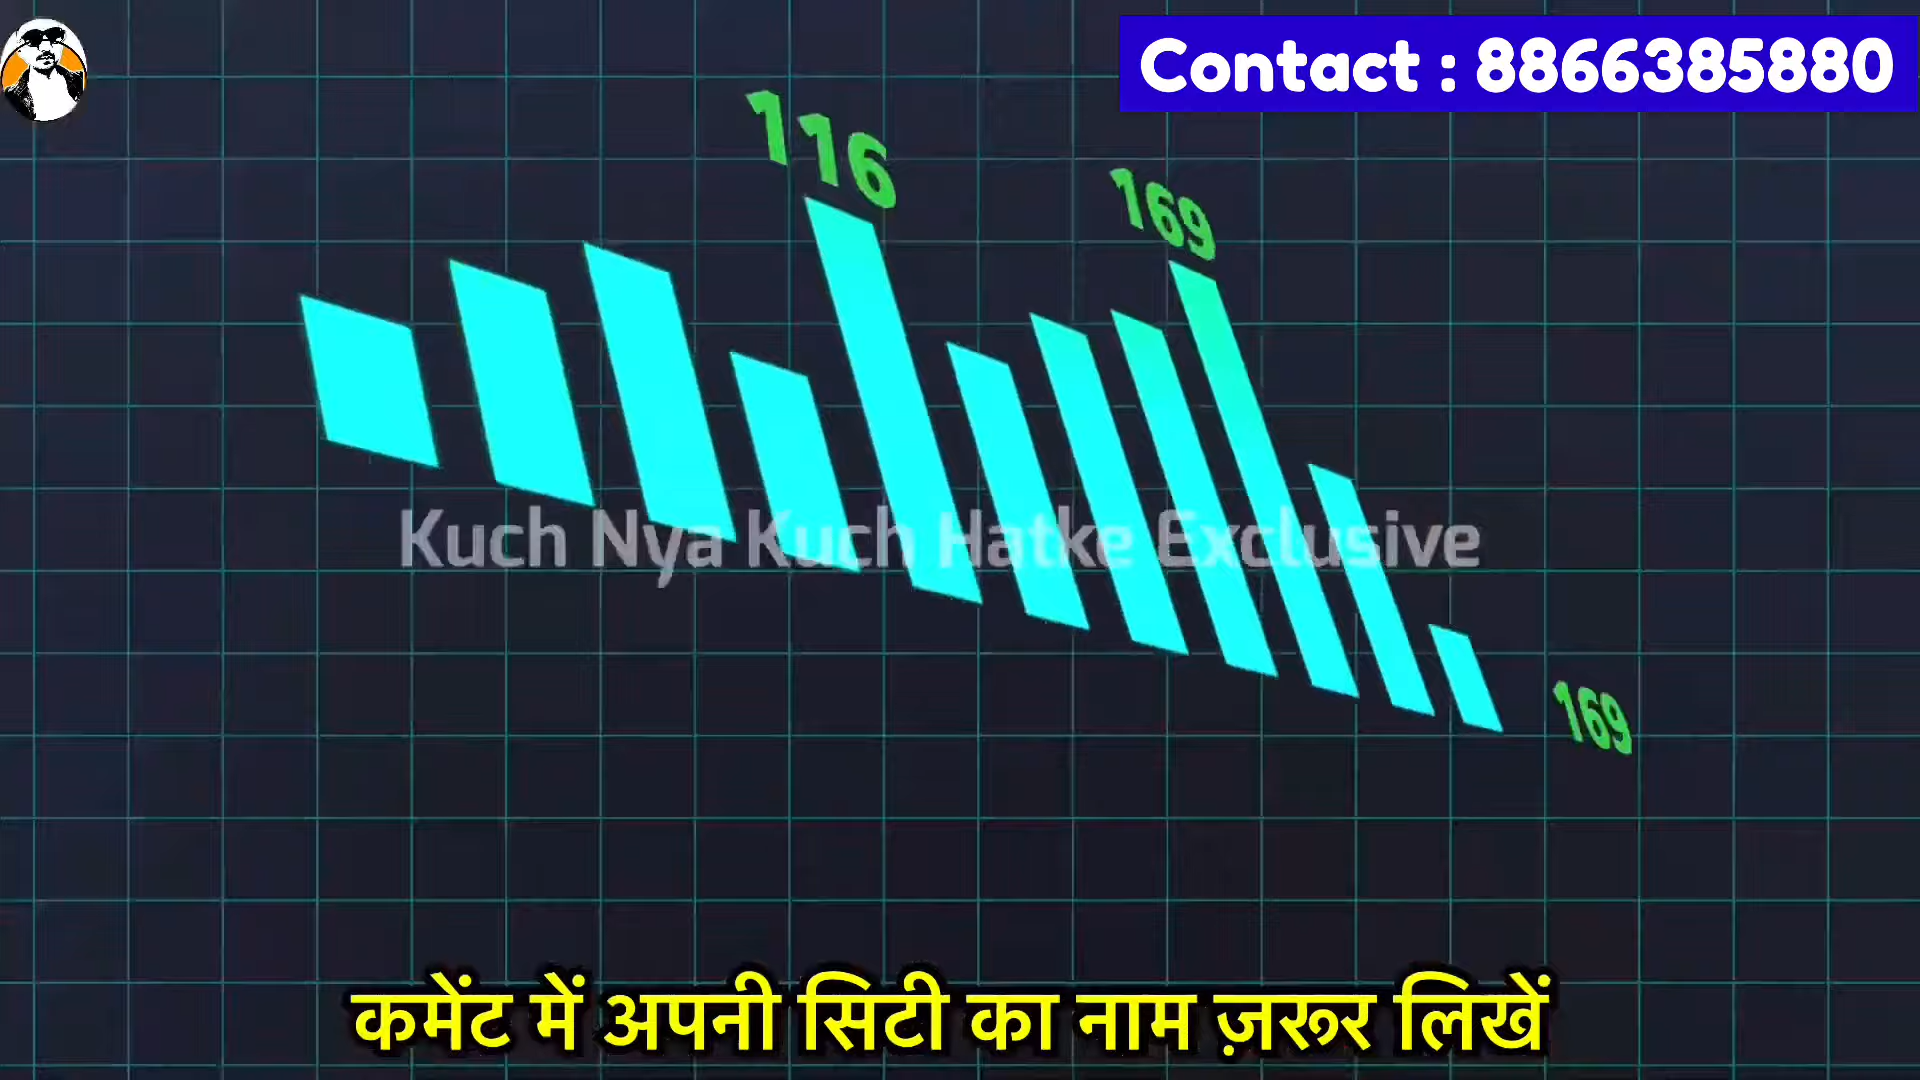 Contact : 8866385880
116
169
Kuch Nya Kuch Hatke Exclusive
169
कमेंट में अपनी सिटी का नाम ज़रूर लिखें